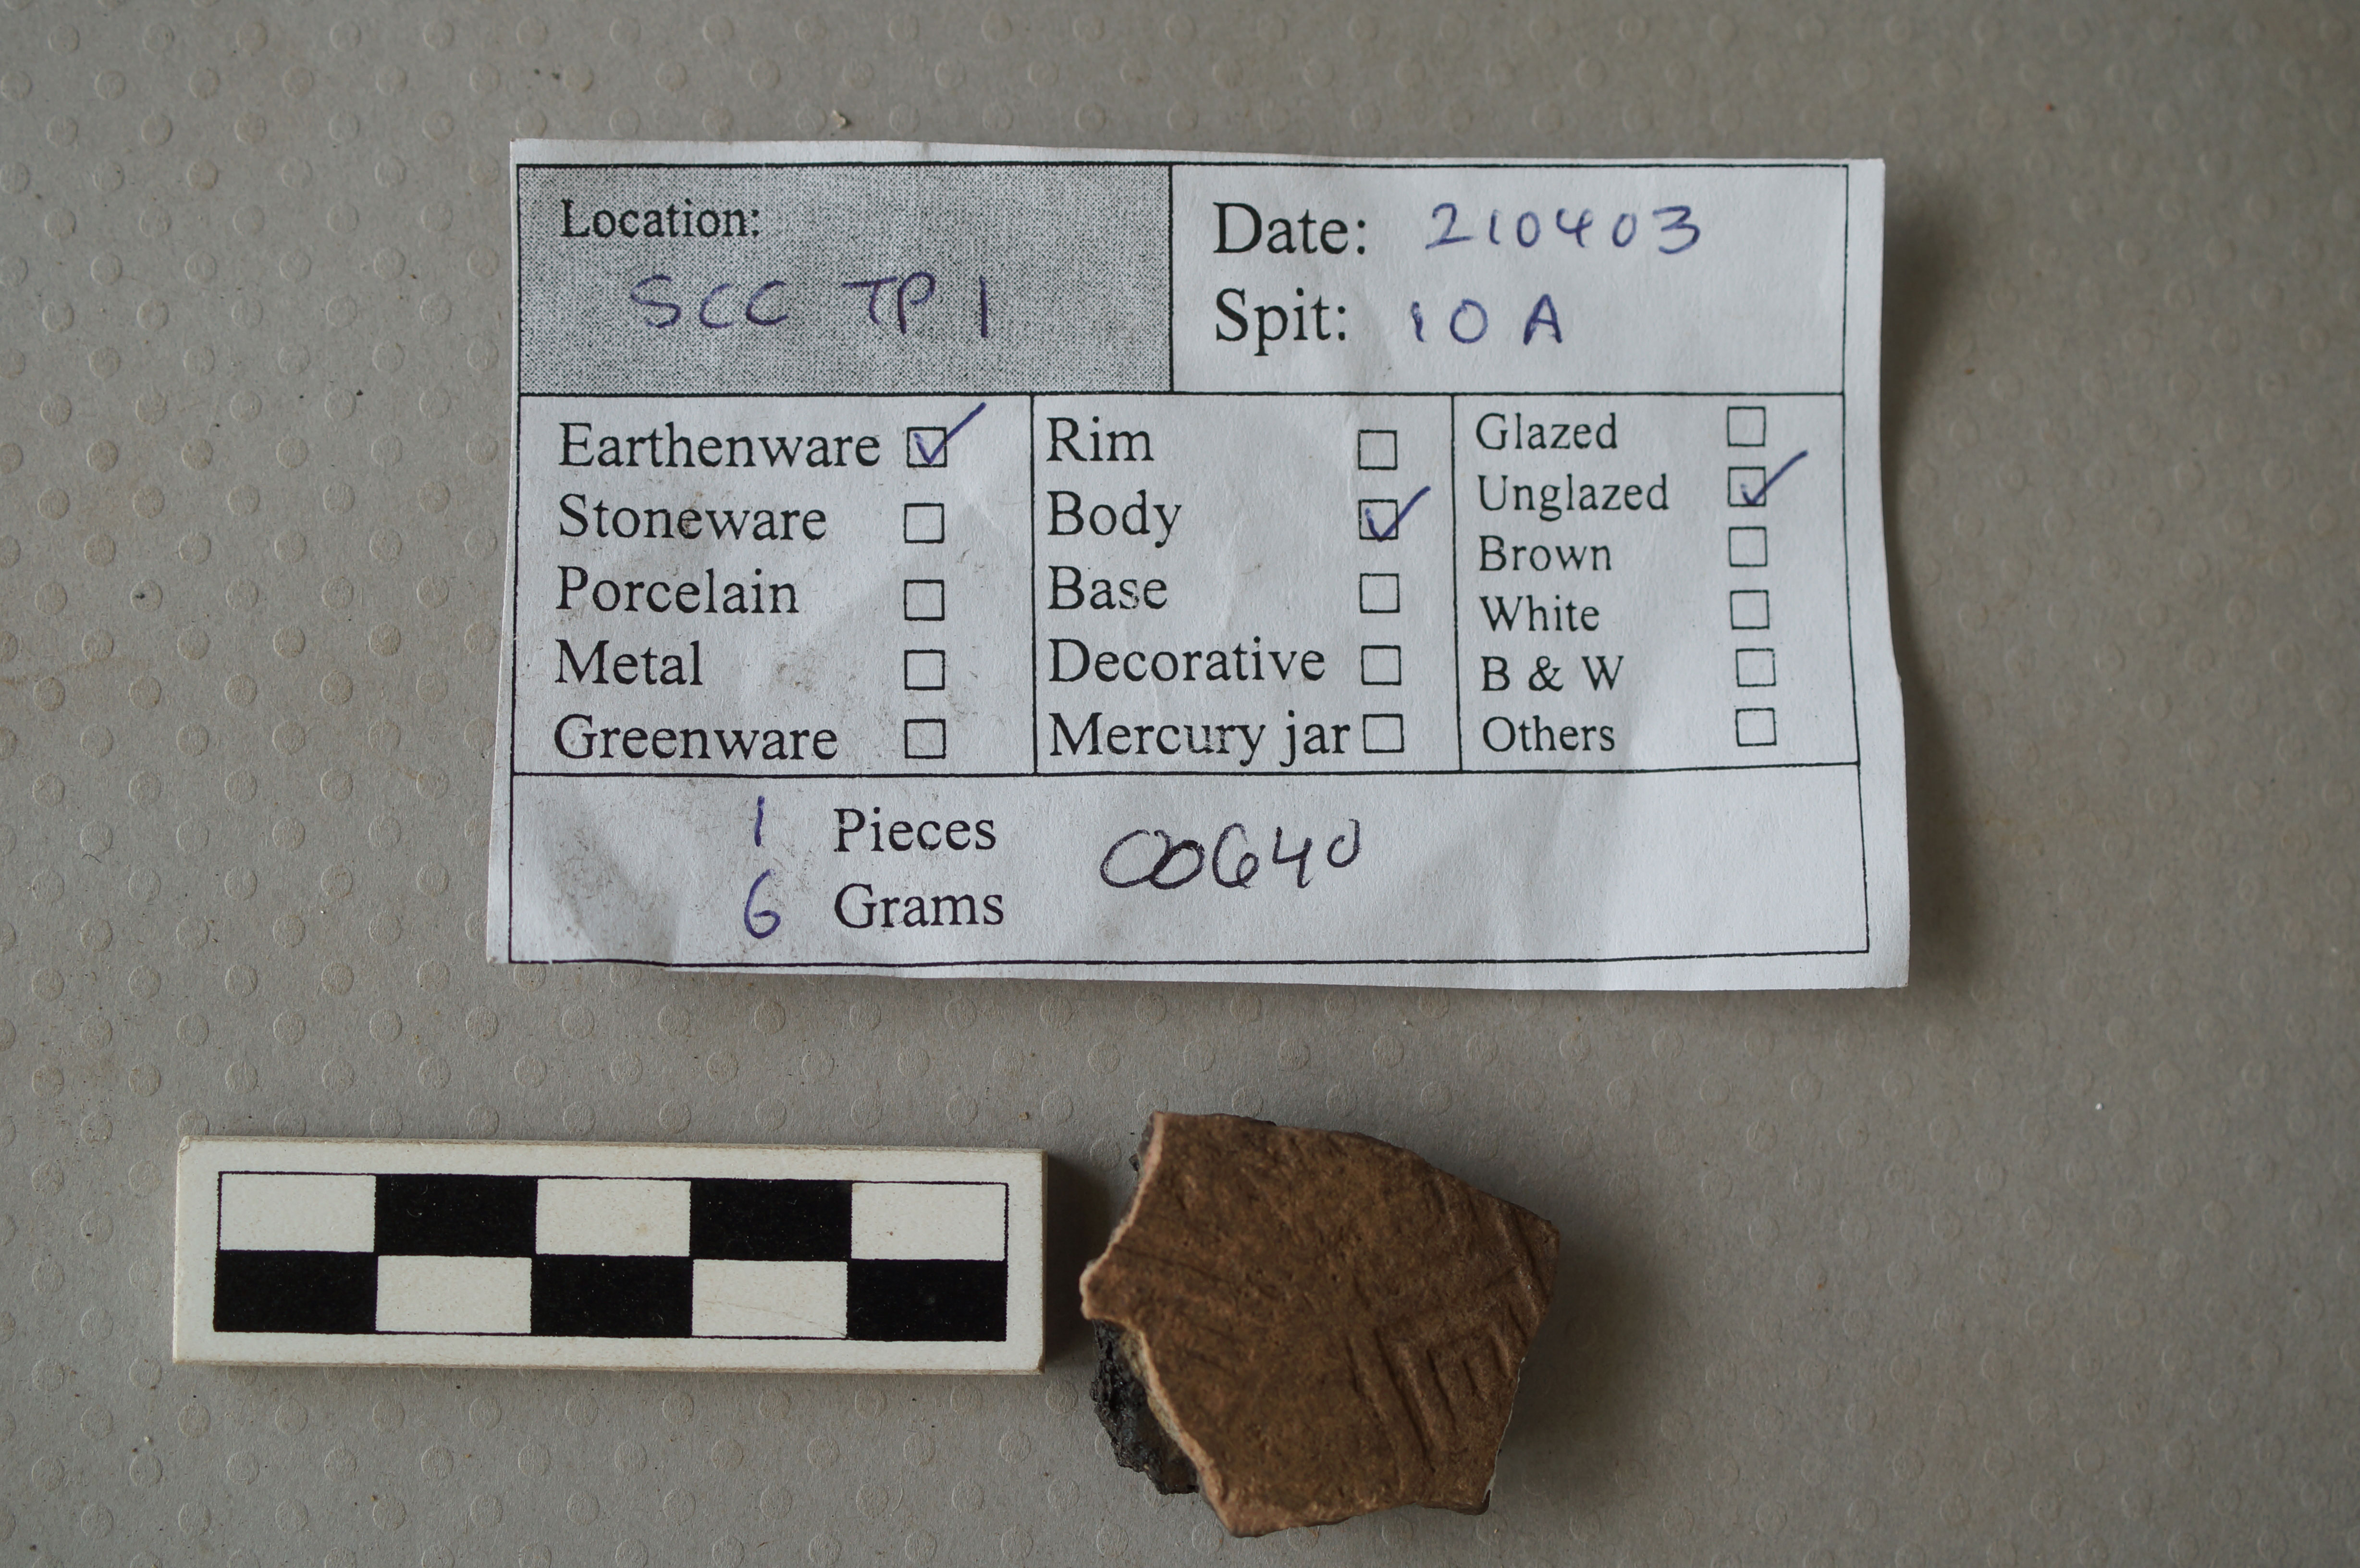 Location:
SCC TP 1
Date: 210403
Spit: 10 A
Earthenware ☑
Stoneware ☐
Porcelain ☐
Metal ☐
Greenware ☐
Rim ☐
Body ☑
Base ☐
Decorative ☐
Mercury jar ☐
Glazed ☐
Unglazed ☑
Brown ☐
White ☐
B & W ☐
Others ☐
1 Pieces
6 Grams
00640